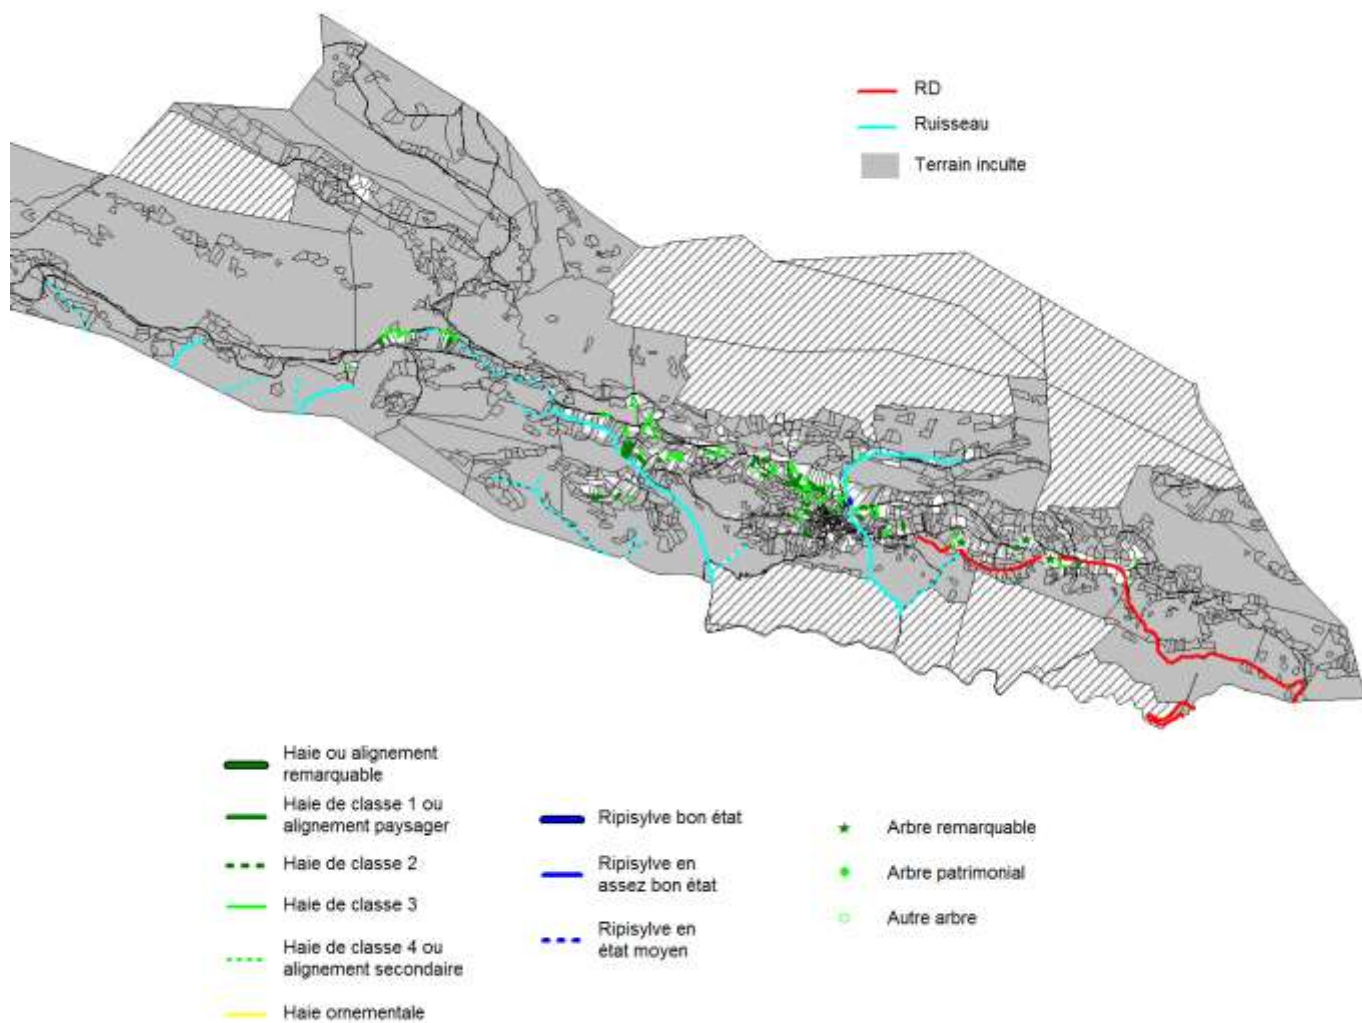 RD
Ruisseau
Terrain inculte
Haie ou alignement
remarquable
Haie de classe 1 ou
alignement paysager
Haie de classe 2
Haie de classe 3
Haie de classe 4 ou
alignement secondaire
Haie ornementale
Ripisylve bon état
Ripisylve en
assez bon état
Ripisylve en
état moyen
Arbre remarquable
Arbre patrimonial
Autre arbre